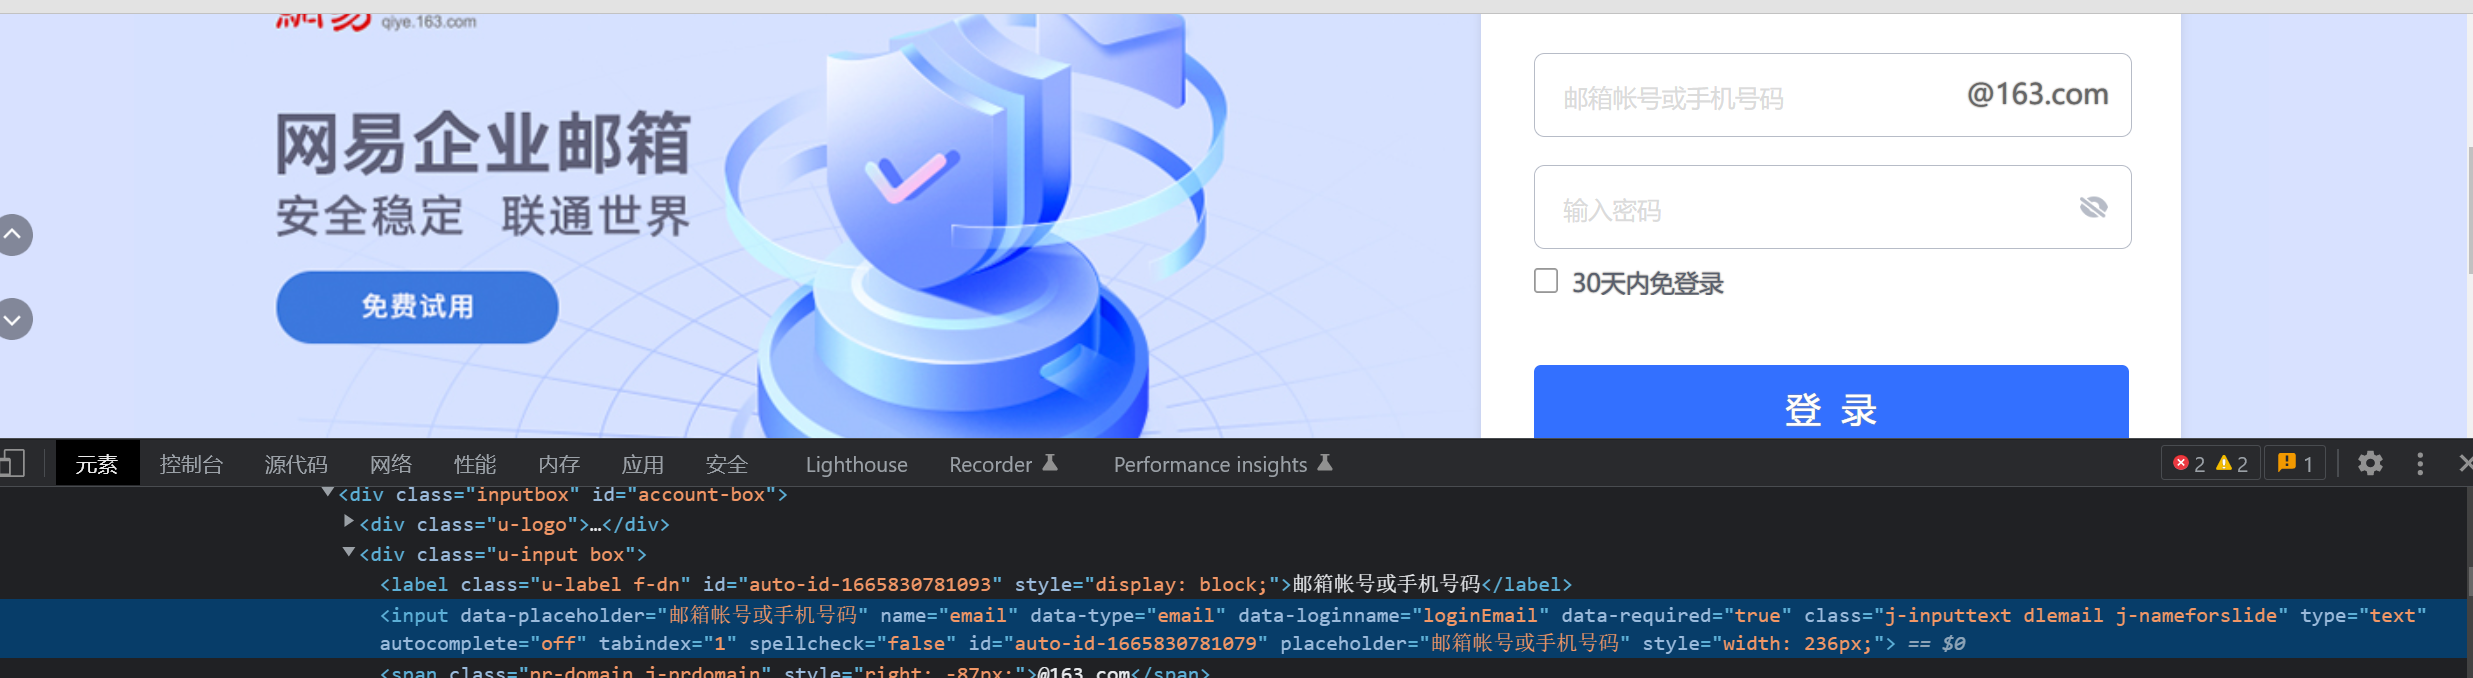 網易 qiye.163.com
网易企业邮箱
安全稳定 联通世界
免费试用
邮箱帐号或手机号码 @163.com
输入密码
30天内免登录
登 录
元素 控制台 源代码 网络 性能 内存 应用 安全 Lighthouse Recorder Performance insights 2 2 1
<div class="inputbox" id="account-box">
<div class="u-logo">…</div>
<div class="u-input box">
<label class="u-label f-dn" id="auto-id-1665830781093" style="display: block;">邮箱帐号或手机号码</label>
<input data-placeholder="邮箱帐号或手机号码" name="email" data-type="email" data-loginname="loginEmail" data-required="true" class="j-inputtext dlemail j-nameforslide" type="text"
autocomplete="off" tabindex="1" spellcheck="false" id="auto-id-1665830781079" placeholder="邮箱帐号或手机号码" style="width: 236px;"> == $0
<span class="pr-domain j-prdomain" style="right: -87px;">@163.com</span>